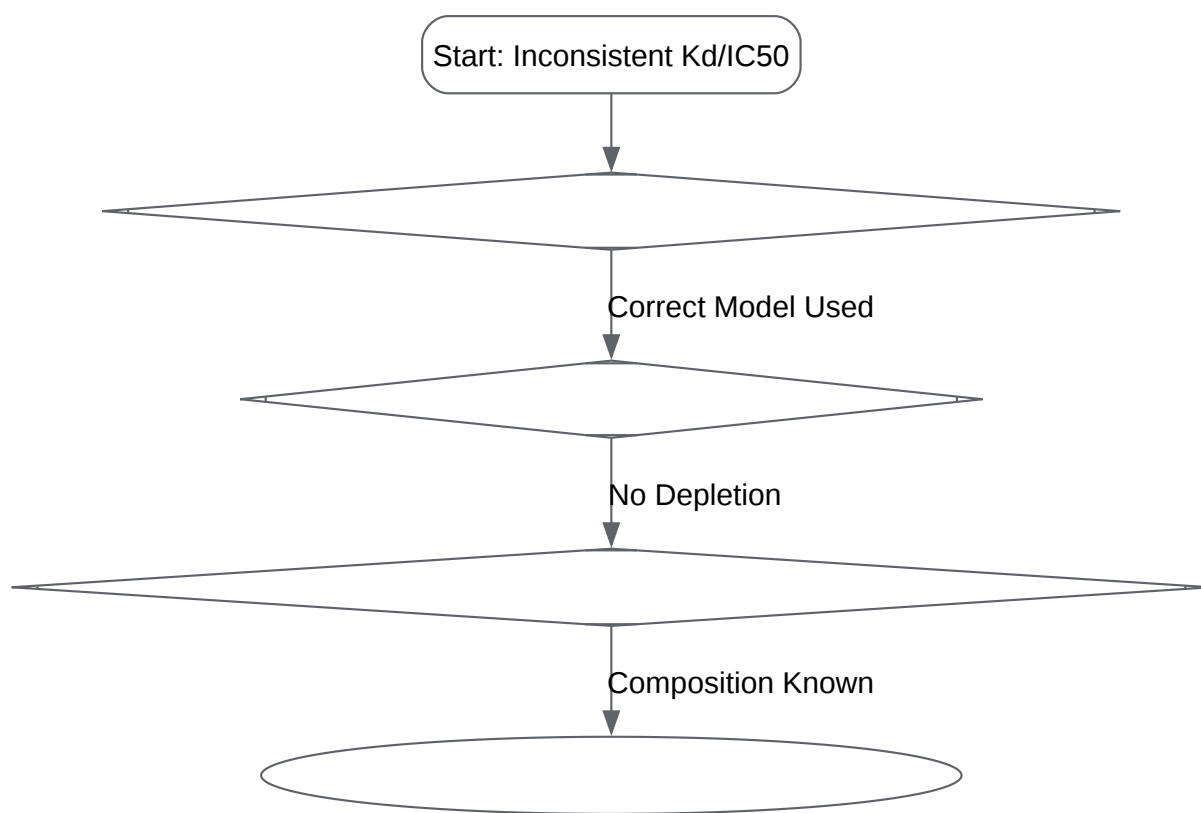 Start: Inconsistent Kd/IC50
Correct Model Used
No Depletion
Composition Known